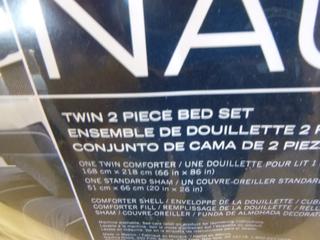 NAU
TWIN 2 PIECE BED SET
ENSEMBLE DE DOUILLETTE 2 P
CONJUNTO DE CAMA DE 2 PIEZ
ONE TWIN COMFORTER / UNE DOUILLETTE POUR LIT 1
168 cm x 218 cm (66 in x 86 in)
ONE STANDARD SHAM / UN COUVRE-OREILLER STANDARD
51 cm x 66 cm (20 in x 26 in)
COMFORTER SHELL / ENVELOPPE DE LA DOUILLETTE / CUBI
COMFORTER FILL / REMPLISSAGE DE LA DOUILLETTE / RELL
SHAM / COUVRE-OREILLER / FUNDA DE ALMOHADA DECORATI